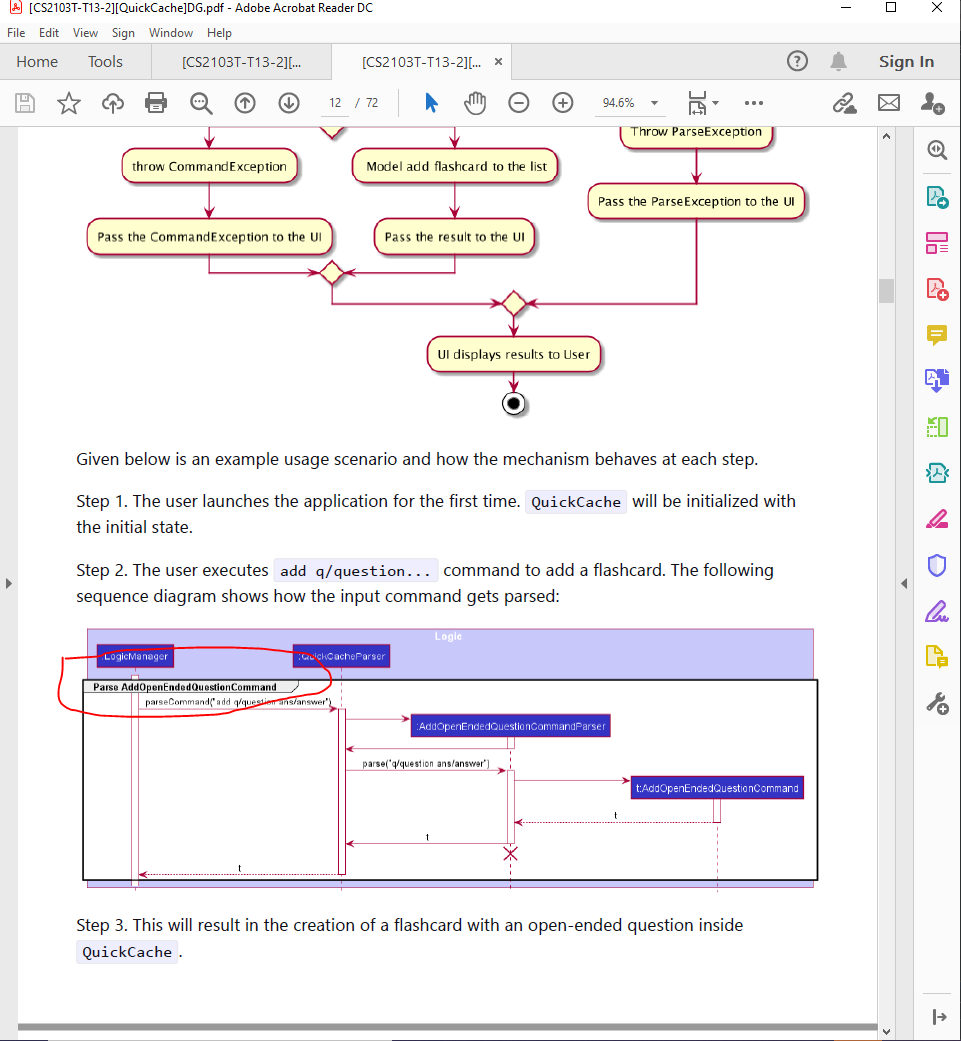 [CS2103T-T13-2][QuickCache]DG.pdf - Adobe Acrobat Reader DC
File Edit View Sign Window Help
Home Tools [CS2103T-T13-2][... [CS2103T-T13-2][... × Sign In
12 / 72 94.6%
Throw ParseException
throw CommandException Model add flashcard to the list
Pass the ParseException to the UI
Pass the CommandException to the UI Pass the result to the UI
UI displays results to User
Given below is an example usage scenario and how the mechanism behaves at each step.
Step 1. The user launches the application for the first time. QuickCache will be initialized with
the initial state.
Step 2. The user executes add q/question... command to add a flashcard. The following
sequence diagram shows how the input command gets parsed:
Logic
:LogicManager :QuickCacheParser
Parse AddOpenEndedQuestionCommand
parseCommand("add q/question ans/answer")
:AddOpenEndedQuestionCommandParser
parse("q/question ans/answer")
t:AddOpenEndedQuestionCommand
t
t
t
Step 3. This will result in the creation of a flashcard with an open-ended question inside
QuickCache.